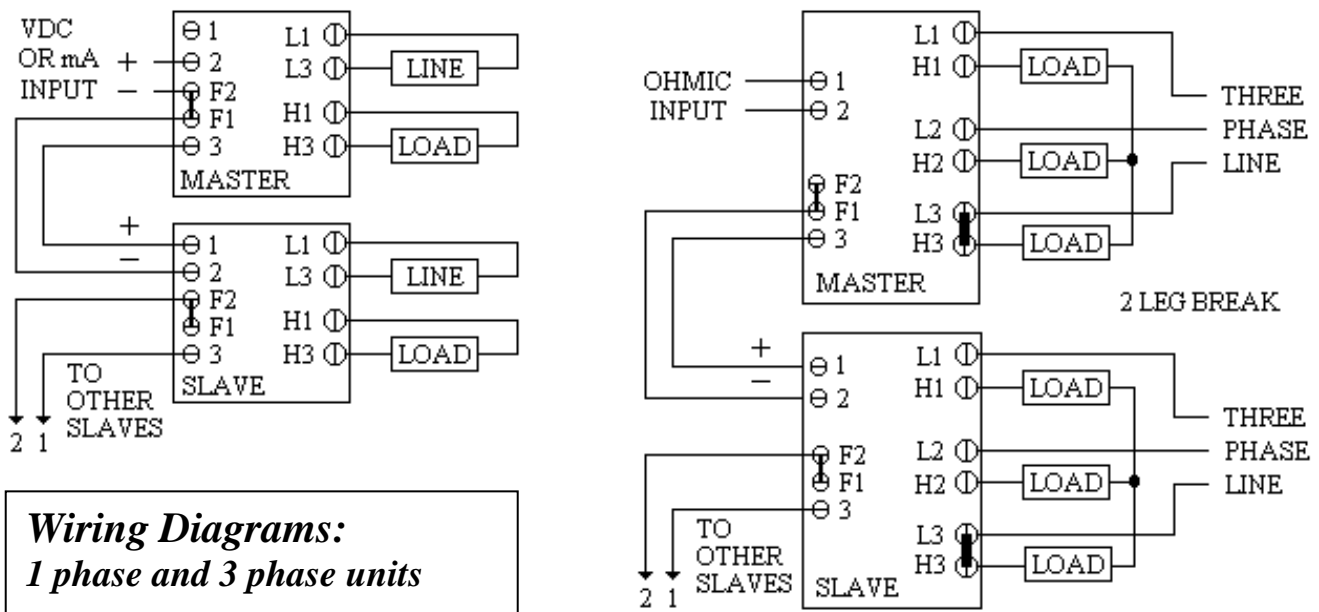 VDC
OR mA + 2
INPUT − F2
1
F1
3
L1
L3 LINE
H1
H3 LOAD
MASTER
+
−
1
2
F2
F1
3
L1
L3 LINE
H1
H3 LOAD
SLAVE
TO
OTHER
SLAVES
2 1
Wiring Diagrams:
1 phase and 3 phase units
OHMIC 1
INPUT 2
F2
F1
3
L1
H1 LOAD
L2
H2 LOAD
L3
H3 LOAD
MASTER
THREE
PHASE
LINE
2 LEG BREAK
+
−
1
2
F2
F1
3
L1
H1 LOAD
L2
H2 LOAD
L3
H3 LOAD
SLAVE
THREE
PHASE
LINE
TO
OTHER
SLAVES
2 1